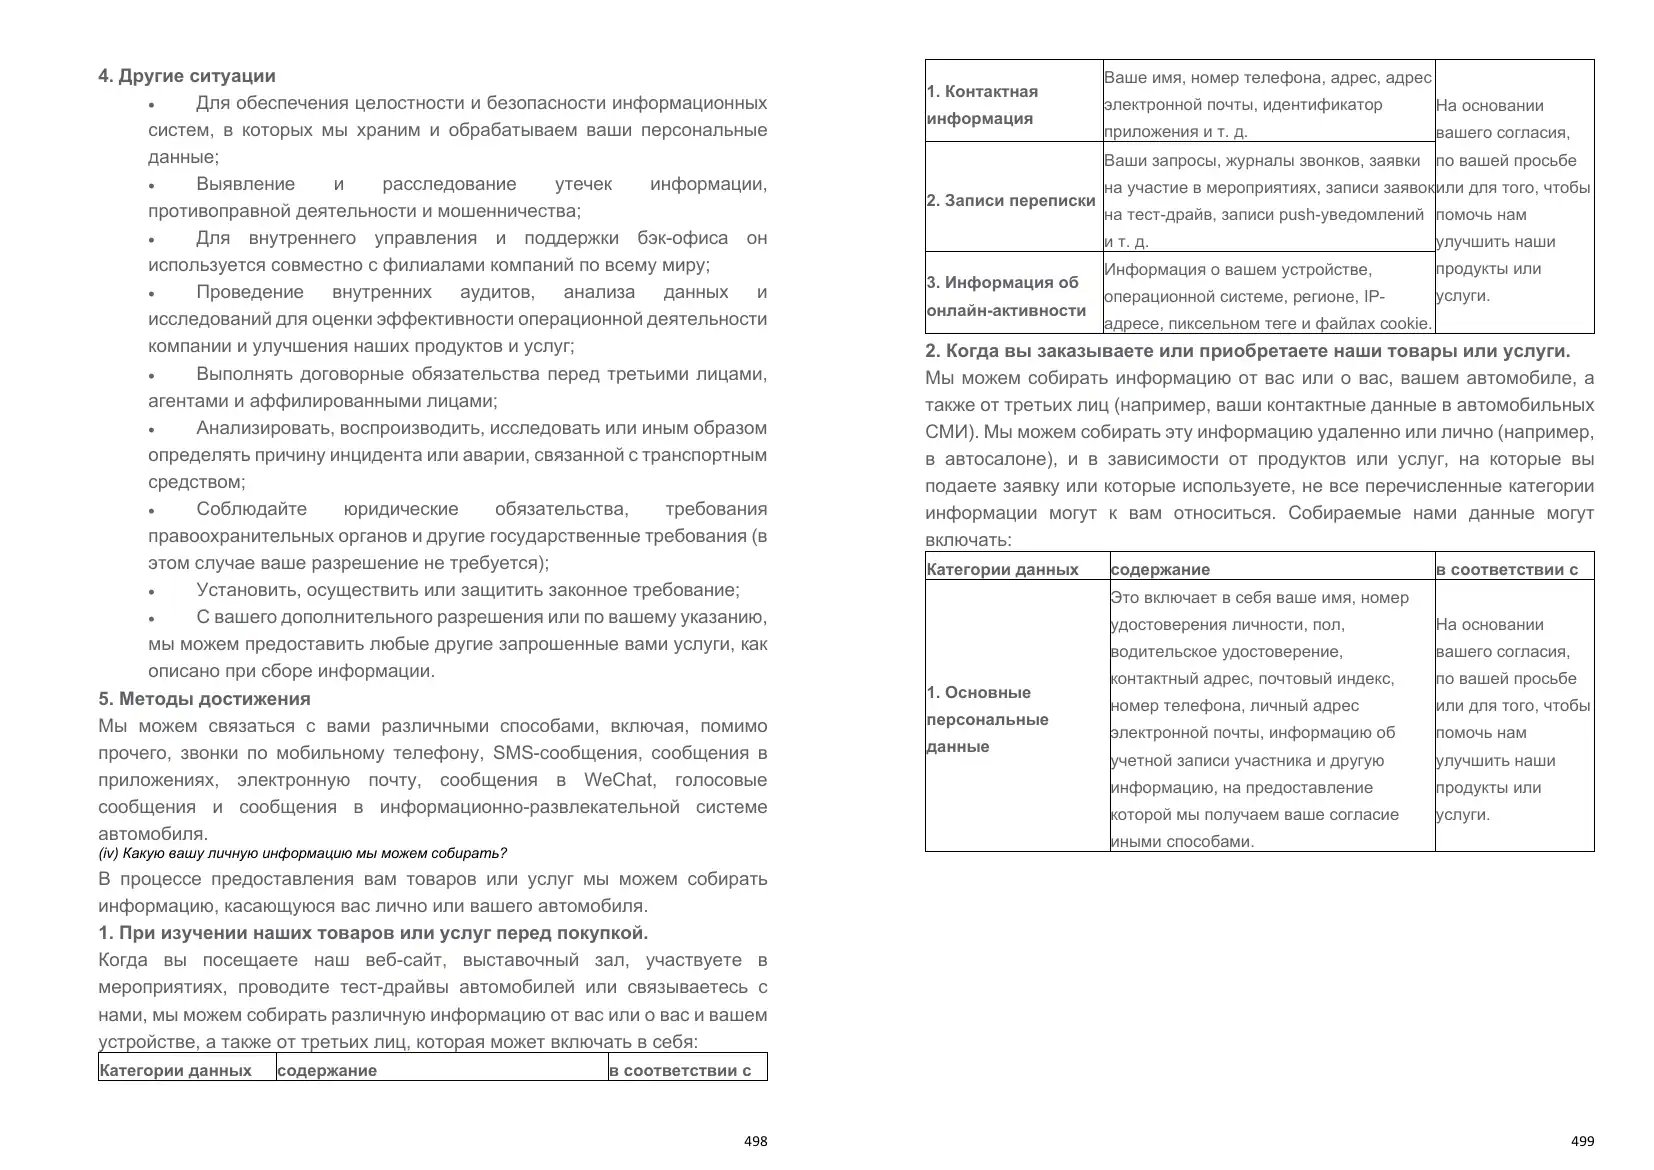 4. Другие ситуации
• Для обеспечения целостности и безопасности информационных
систем, в которых мы храним и обрабатываем ваши персональные
данные;
• Выявление и расследование утечек информации,
противоправной деятельности и мошенничества;
• Для внутреннего управления и поддержки бэк-офиса он
используется совместно с филиалами компаний по всему миру;
• Проведение внутренних аудитов, анализа данных и
исследований для оценки эффективности операционной деятельности
компании и улучшения наших продуктов и услуг;
• Выполнять договорные обязательства перед третьими лицами,
агентами и аффилированными лицами;
• Анализировать, воспроизводить, исследовать или иным образом
определять причину инцидента или аварии, связанной с транспортным
средством;
• Соблюдайте юридические обязательства, требования
правоохранительных органов и другие государственные требования (в
этом случае ваше разрешение не требуется);
• Установить, осуществить или защитить законное требование;
• С вашего дополнительного разрешения или по вашему указанию,
мы можем предоставить любые другие запрошенные вами услуги, как
описано при сборе информации.
5. Методы достижения
Мы можем связаться с вами различными способами, включая, помимо
прочего, звонки по мобильному телефону, SMS-сообщения, сообщения в
приложениях, электронную почту, сообщения в WeChat, голосовые
сообщения и сообщения в информационно-развлекательной системе
автомобиля.
(iv) Какую вашу личную информацию мы можем собирать?
В процессе предоставления вам товаров или услуг мы можем собирать
информацию, касающуюся вас лично или вашего автомобиля.
1. При изучении наших товаров или услуг перед покупкой.
Когда вы посещаете наш веб-сайт, выставочный зал, участвуете в
мероприятиях, проводите тест-драйвы автомобилей или связываетесь с
нами, мы можем собирать различную информацию от вас или о вас и вашем
устройстве, а также от третьих лиц, которая может включать в себя:
Категории данных содержание в соответствии с
498
1. Контактная
информация
Ваше имя, номер телефона, адрес, адрес
электронной почты, идентификатор
приложения и т. д.
2. Записи переписки
Ваши запросы, журналы звонков, заявки
на участие в мероприятиях, записи заявок
на тест-драйв, записи push-уведомлений
и т. д.
3. Информация об
онлайн-активности
Информация о вашем устройстве,
операционной системе, регионе, IP-
адресе, пиксельном теге и файлах cookie.
На основании
вашего согласия,
по вашей просьбе
или для того, чтобы
помочь нам
улучшить наши
продукты или
услуги.
2. Когда вы заказываете или приобретаете наши товары или услуги.
Мы можем собирать информацию от вас или о вас, вашем автомобиле, а
также от третьих лиц (например, ваши контактные данные в автомобильных
СМИ). Мы можем собирать эту информацию удаленно или лично (например,
в автосалоне), и в зависимости от продуктов или услуг, на которые вы
подаете заявку или которые используете, не все перечисленные категории
информации могут к вам относиться. Собираемые нами данные могут
включать:
Категории данных содержание в соответствии с
1. Основные
персональные
данные
Это включает в себя ваше имя, номер
удостоверения личности, пол,
водительское удостоверение,
контактный адрес, почтовый индекс,
номер телефона, личный адрес
электронной почты, информацию об
учетной записи участника и другую
информацию, на предоставление
которой мы получаем ваше согласие
иными способами.
На основании
вашего согласия,
по вашей просьбе
или для того, чтобы
помочь нам
улучшить наши
продукты или
услуги.
499